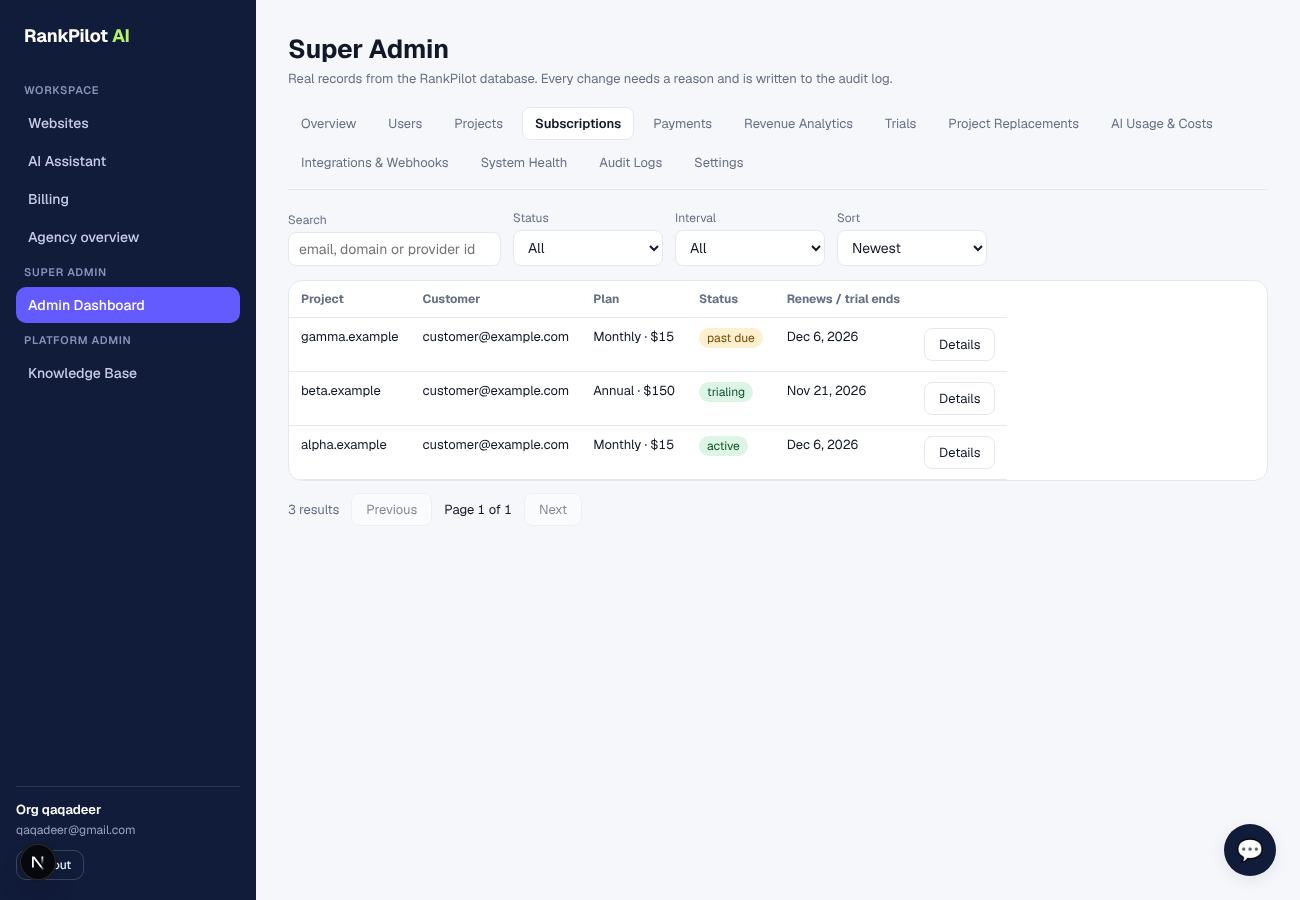 RankPilot AI
WORKSPACE
Websites
AI Assistant
Billing
Agency overview
SUPER ADMIN
Admin Dashboard
PLATFORM ADMIN
Knowledge Base
Org qaqadeer
qaqadeer@gmail.com
N out
Super Admin
Real records from the RankPilot database. Every change needs a reason and is written to the audit log.
Overview Users Projects Subscriptions Payments Revenue Analytics Trials Project Replacements AI Usage & Costs
Integrations & Webhooks System Health Audit Logs Settings
Search Status Interval Sort
email, domain or provider id All All Newest
Project Customer Plan Status Renews / trial ends
gamma.example customer@example.com Monthly · $15 past due Dec 6, 2026 Details
beta.example customer@example.com Annual · $150 trialing Nov 21, 2026 Details
alpha.example customer@example.com Monthly · $15 active Dec 6, 2026 Details
3 results Previous Page 1 of 1 Next